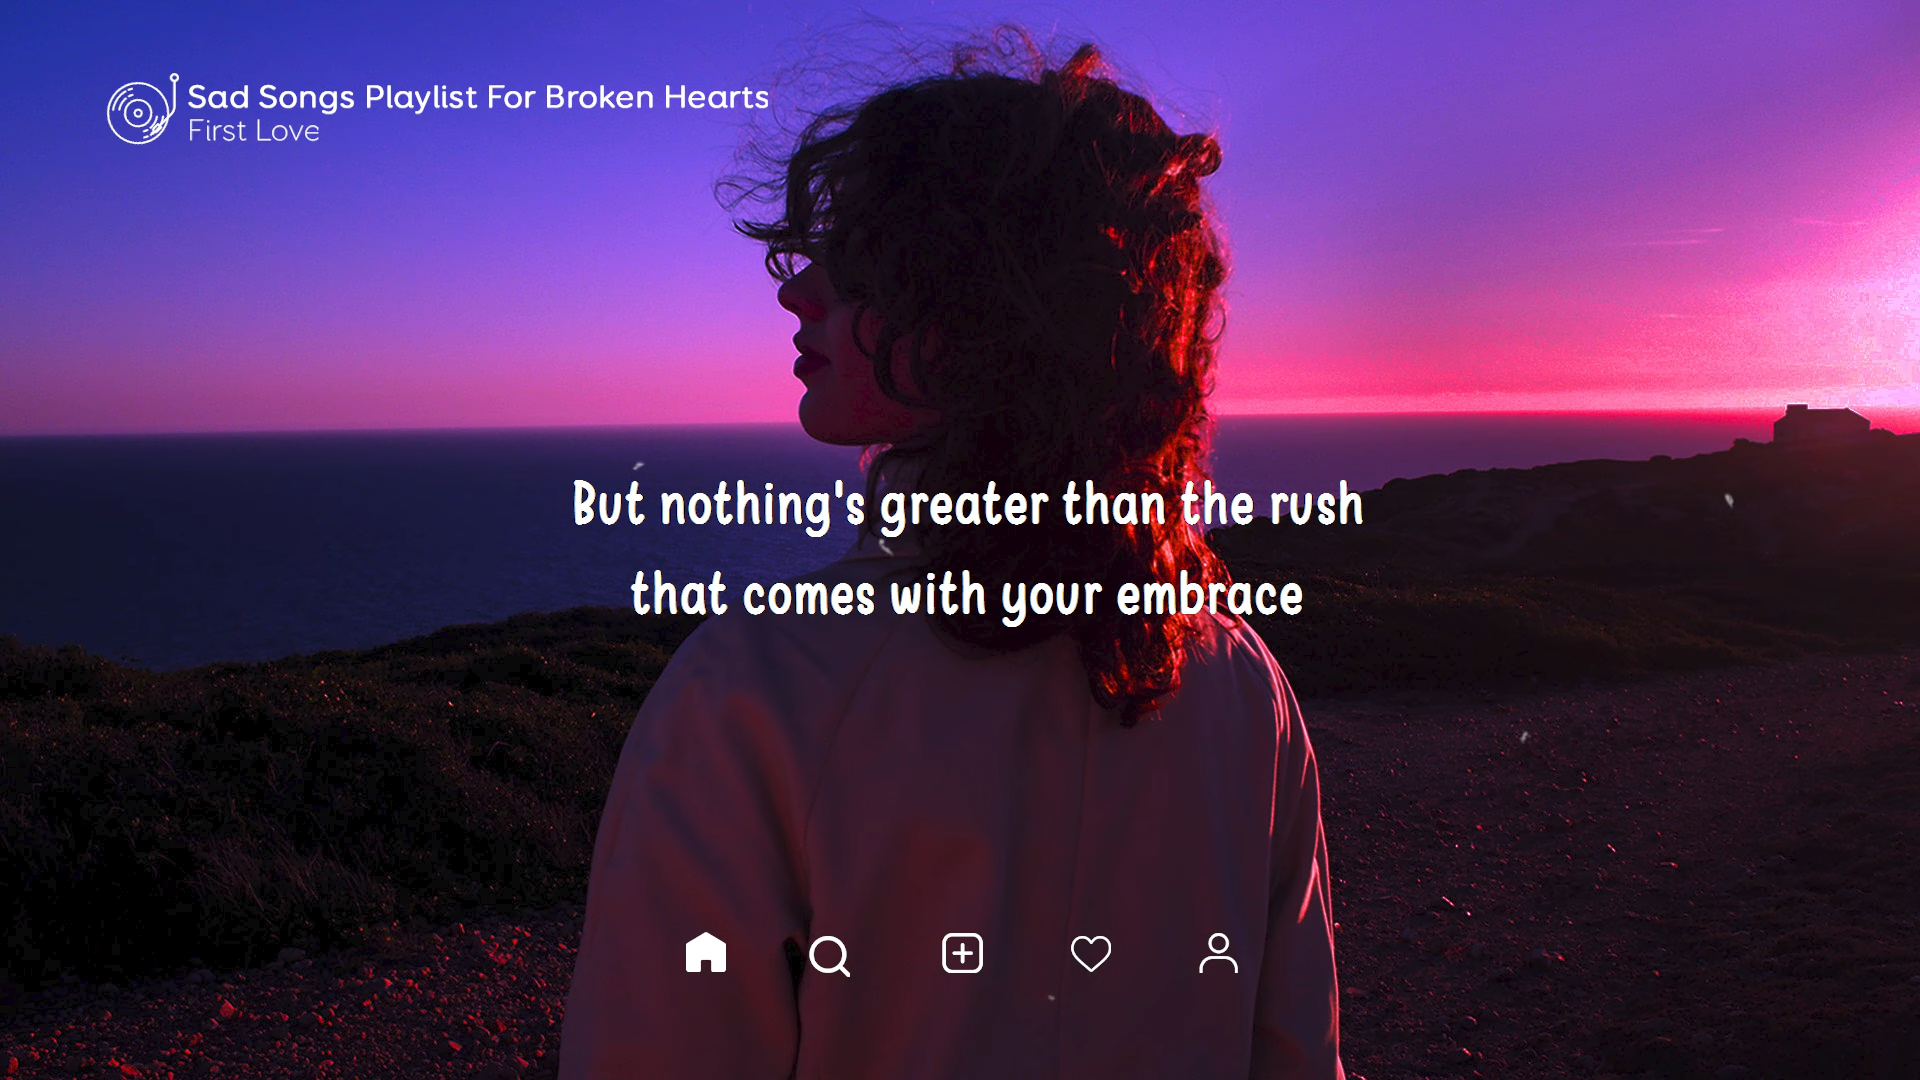 Sad Songs Playlist For Broken Hearts
First Love
But nothing's greater than the rush
that comes with your embrace